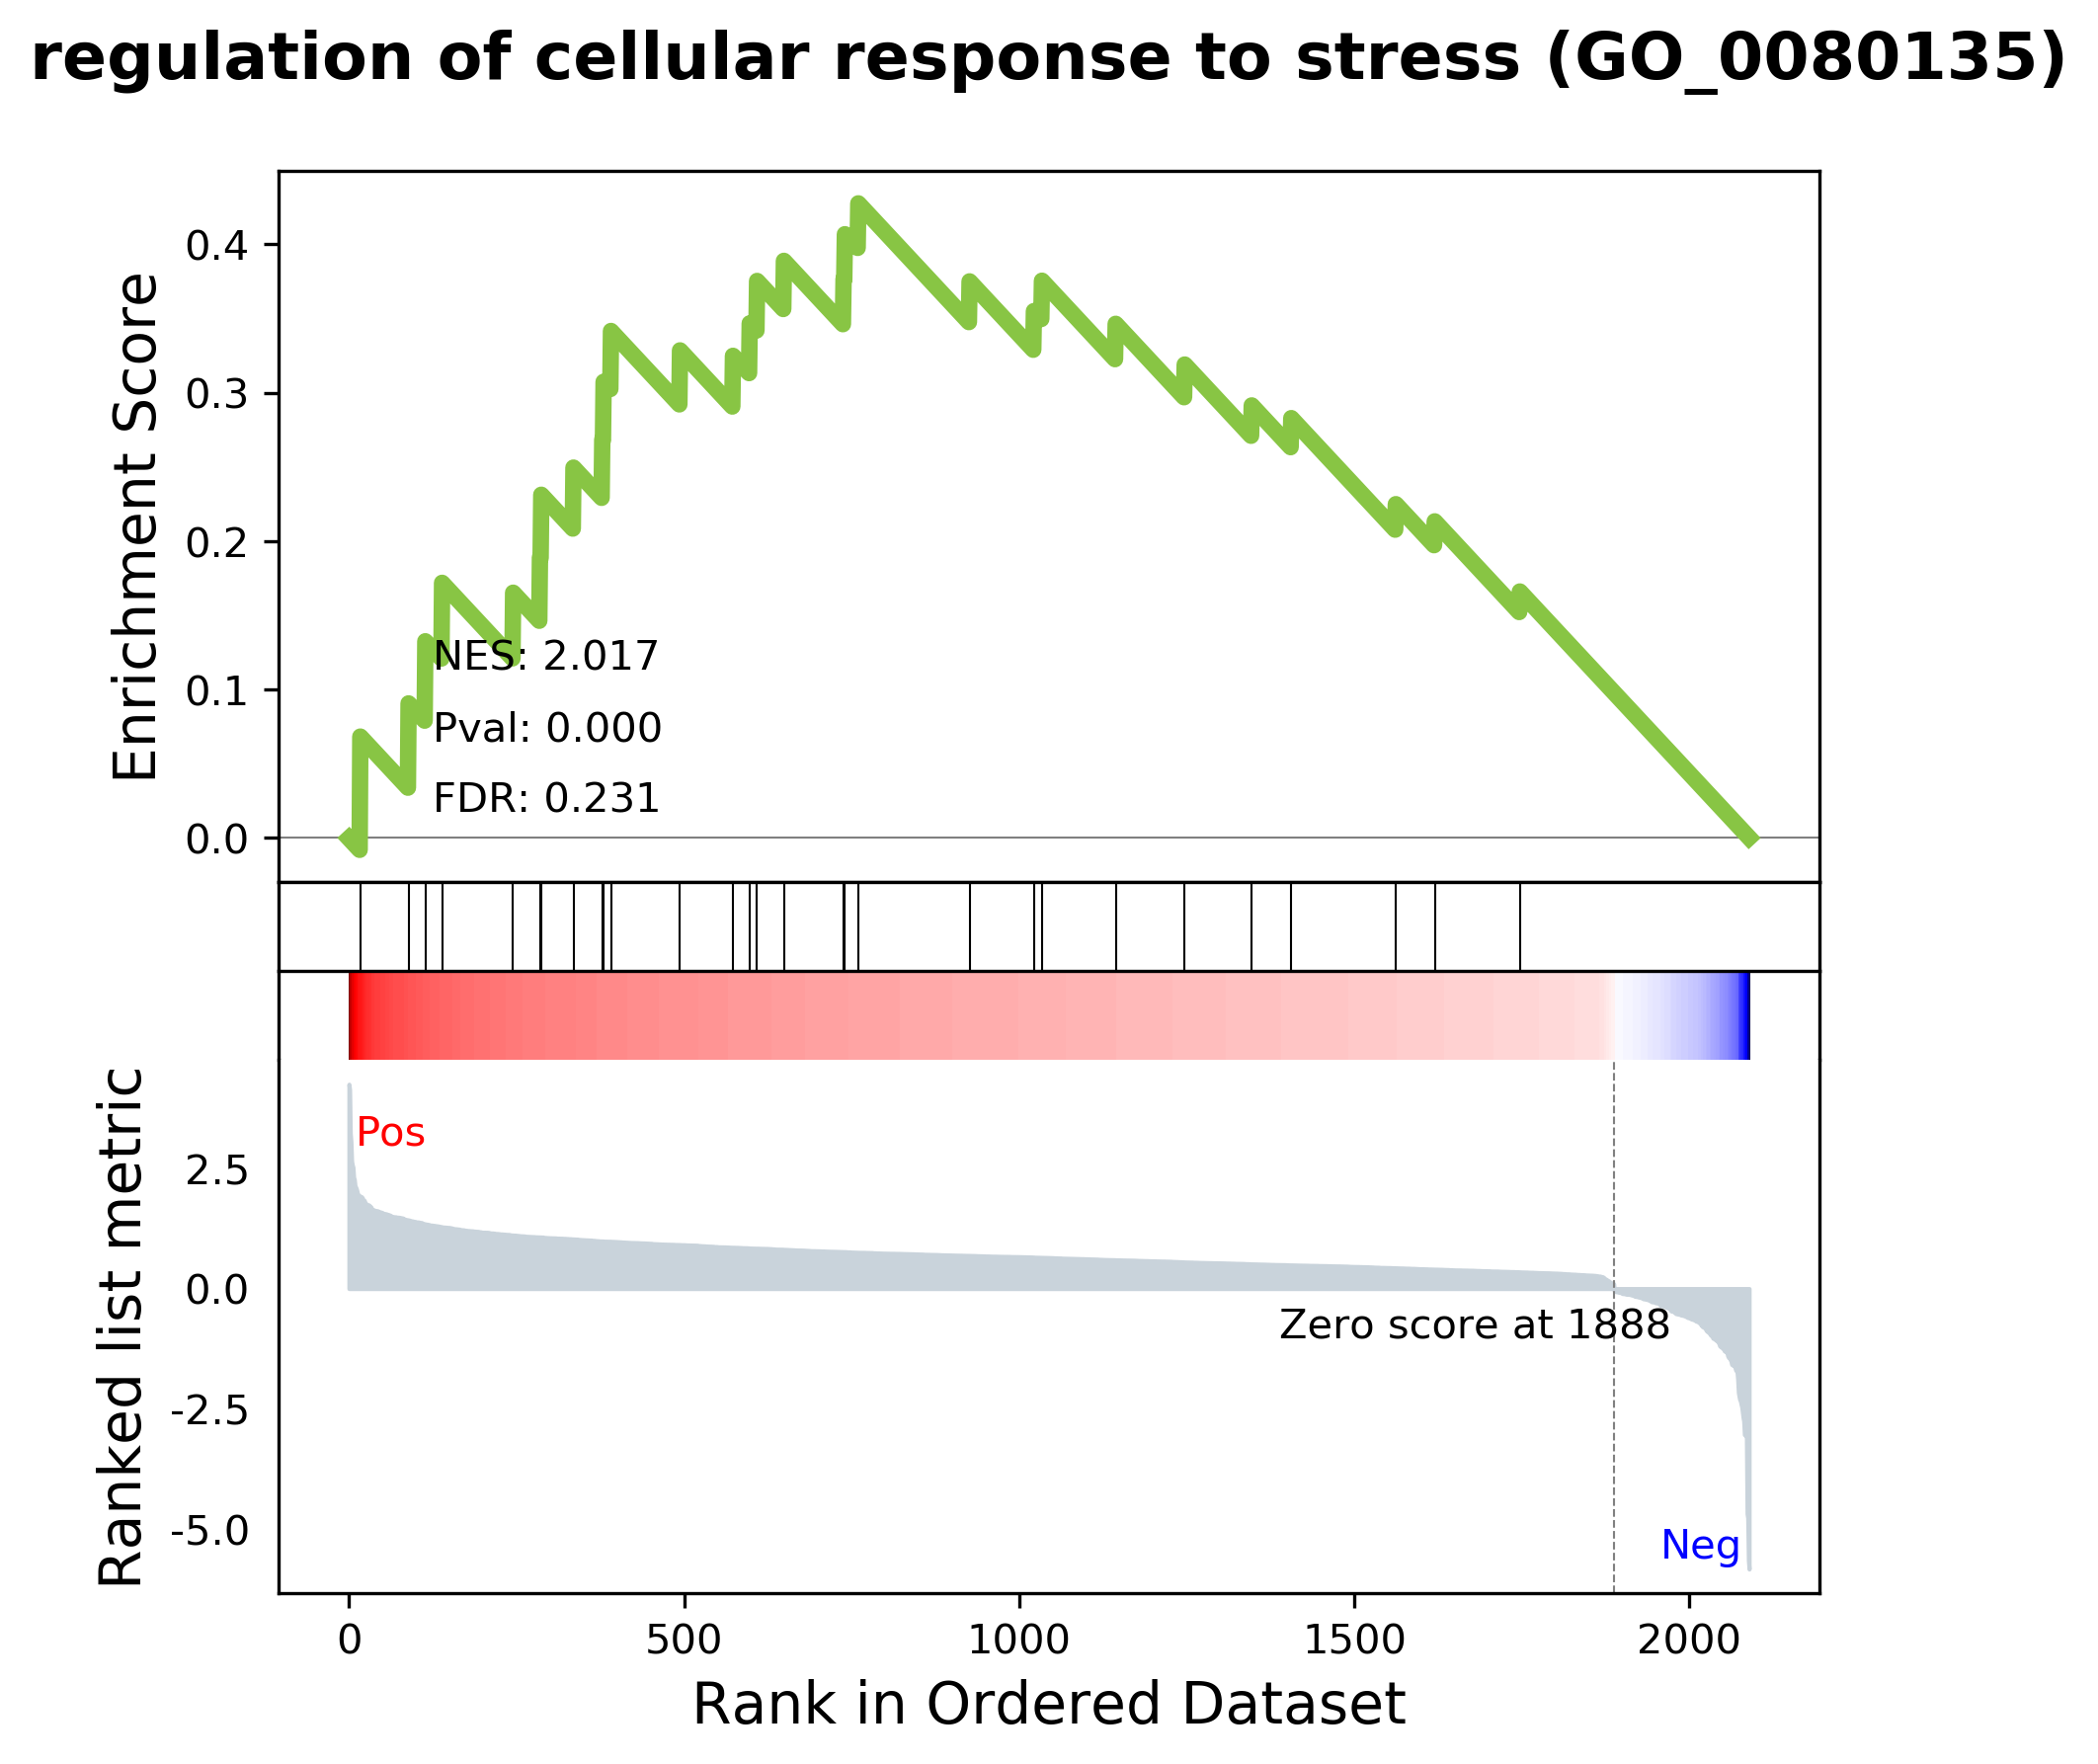 regulation of cellular response to stress (GO_0080135)
Enrichment Score
0.4
0.3
0.2
0.1
0.0
NES: 2.017
Pval: 0.000
FDR: 0.231
Ranked list metric
Pos
2.5
0.0
-2.5
-5.0
Zero score at 1888
Neg
0 500 1000 1500 2000
Rank in Ordered Dataset